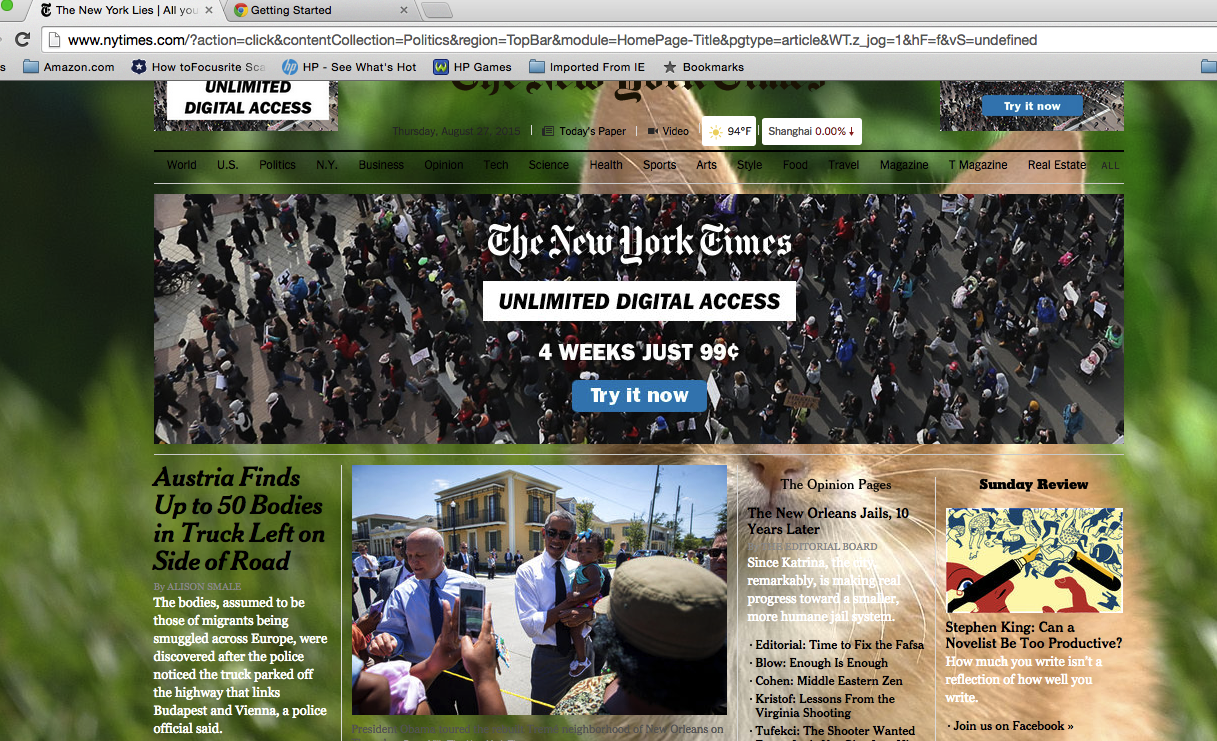 The New York Lies | All you
Getting Started
www.nytimes.com/?action=click&contentCollection=Politics&region=TopBar&module=HomePage-Title&pgtype=article&WT.z_jog=1&hF=f&vS=undefined
s Amazon.com How toFocusrite Sca HP - See What's Hot HP Games Imported From IE Bookmarks
The New York Times
UNLIMITED
DIGITAL ACCESS
Try it now
Thursday, August 27, 2015 Today's Paper Video 94°F Shanghai 0.00%↓
World U.S. Politics N.Y. Business Opinion Tech Science Health Sports Arts Style Food Travel Magazine T Magazine Real Estate ALL
The New York Times
UNLIMITED DIGITAL ACCESS
4 WEEKS JUST 99¢
Try it now
Austria Finds
Up to 50 Bodies
in Truck Left on
Side of Road
By ALISON SMALE
The bodies, assumed to be
those of migrants being
smuggled across Europe, were
discovered after the police
noticed the truck parked off
the highway that links
Budapest and Vienna, a police
official said.
President Obama toured the neighborhood of New Orleans on
The Opinion Pages
The New Orleans Jails, 10
Years Later
By THE EDITORIAL BOARD
Since Katrina, the city,
remarkably, is making real
progress toward a smaller,
more humane jail system.
· Editorial: Time to Fix the Fafsa
· Blow: Enough Is Enough
· Cohen: Middle Eastern Zen
· Kristof: Lessons From the
Virginia Shooting
· Tufekci: The Shooter Wanted
Sunday Review
Stephen King: Can a
Novelist Be Too Productive?
How much you write isn't a
reflection of how well you
write.
· Join us on Facebook »